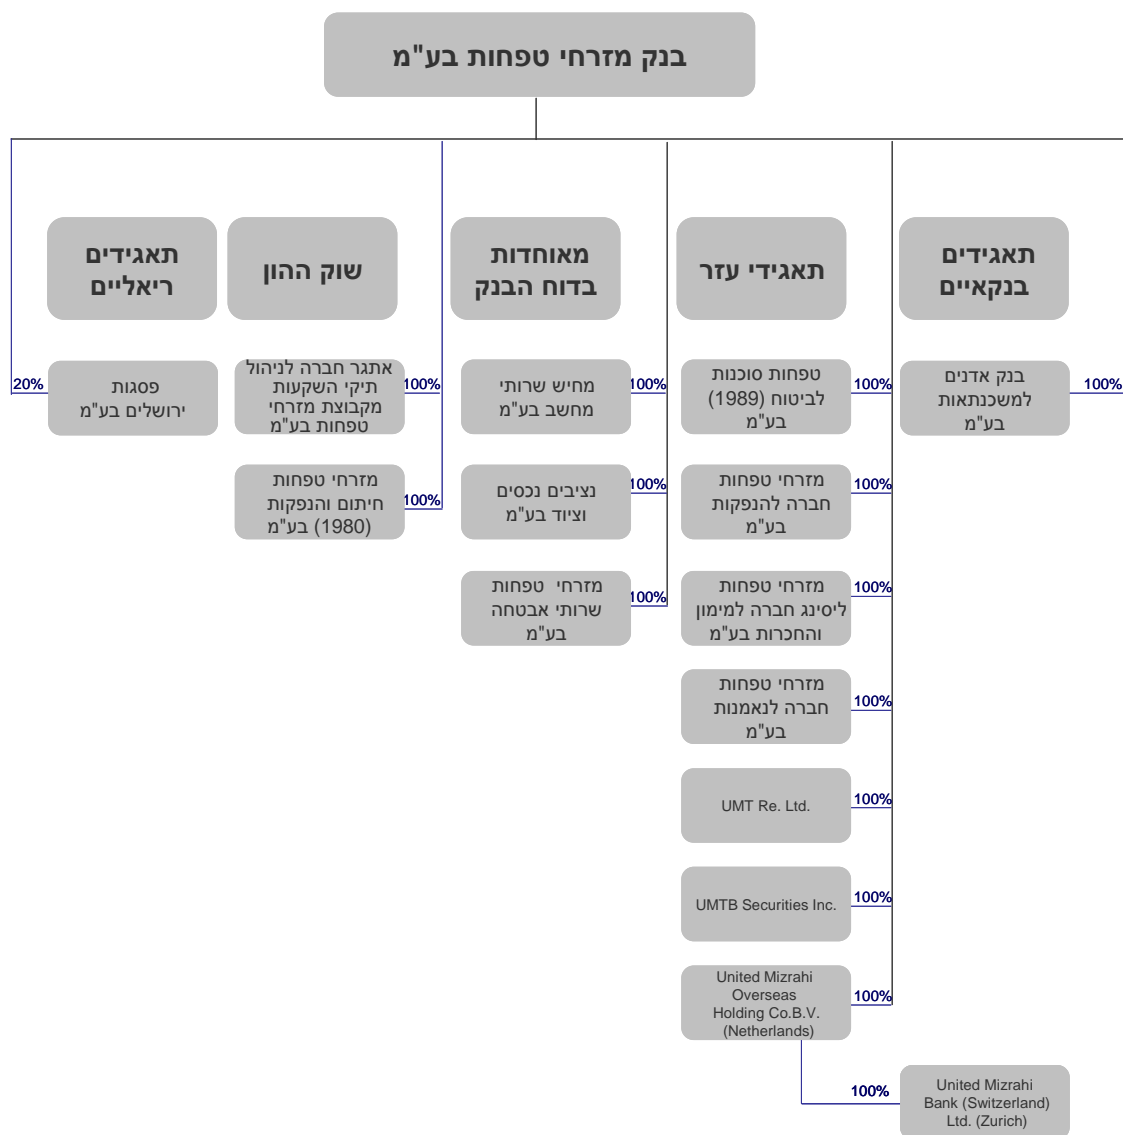 בנק מזרחי טפחות בע"מ
תאגידים
בנקאיים
תאגידי עזר
מאוחדות
בדוח הבנק
שוק ההון
תאגידים
ריאליים
100%
בנק אדנים
למשכנתאות
בע"מ
100%
טפחות סוכנות
לביטוח (1989)
בע"מ
100%
מזרחי טפחות
חברה להנפקות
בע"מ
100%
מזרחי טפחות
ליסינג חברה למימון
והחכרות בע"מ
100%
מזרחי טפחות
חברה לנאמנות
בע"מ
100%
UMT Re. Ltd.
100%
UMTB Securities Inc.
100%
United Mizrahi
Overseas
Holding Co.B.V.
(Netherlands)
100%
United Mizrahi
Bank (Switzerland)
Ltd. (Zurich)
100%
מחיש שרותי
מחשב בע"מ
100%
נציבים נכסים
וציוד בע"מ
100%
מזרחי טפחות
שרותי אבטחה
בע"מ
100%
אתגר חברה לניהול
תיקי השקעות
מקבוצת מזרחי
טפחות בע"מ
100%
מזרחי טפחות
חיתום והנפקות
(1980) בע"מ
20%
פסגות
ירושלים בע"מ